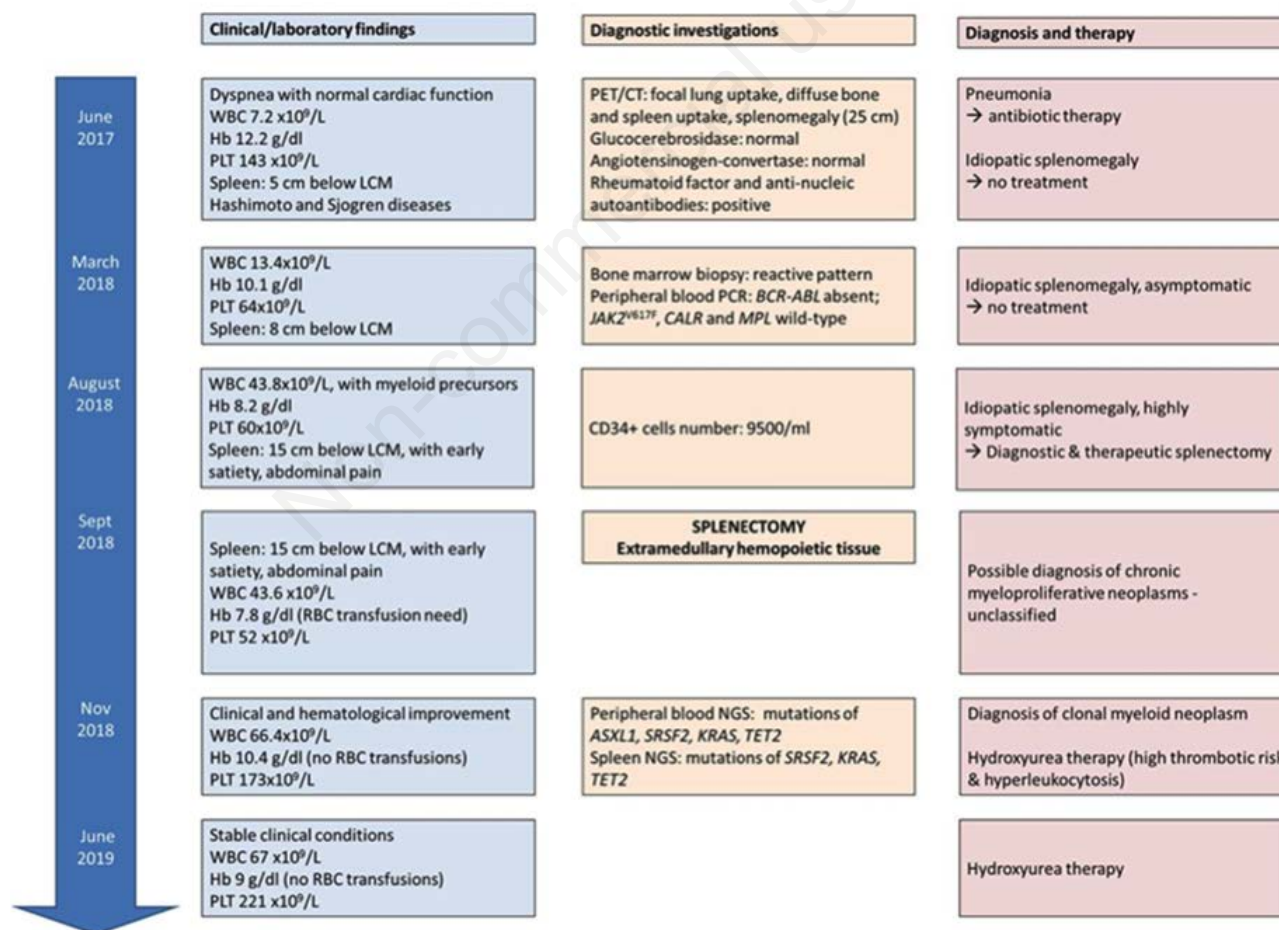 Clinical/laboratory findings
Diagnostic investigations
Diagnosis and therapy
June
2017
Dyspnea with normal cardiac function
WBC 7.2 x10⁹/L
Hb 12.2 g/dl
PLT 143 x10⁹/L
Spleen: 5 cm below LCM
Hashimoto and Sjogren diseases
PET/CT: focal lung uptake, diffuse bone
and spleen uptake, splenomegaly (25 cm)
Glucocerebrosidase: normal
Angiotensinogen-convertase: normal
Rheumatoid factor and anti-nucleic
autoantibodies: positive
Pneumonia
→ antibiotic therapy
Idiopatic splenomegaly
→ no treatment
March
2018
WBC 13.4x10⁹/L
Hb 10.1 g/dl
PLT 64x10⁹/L
Spleen: 8 cm below LCM
Bone marrow biopsy: reactive pattern
Peripheral blood PCR: BCR-ABL absent;
JAK2ⱽ⁶¹⁷ᶠ, CALR and MPL wild-type
Idiopatic splenomegaly, asymptomatic
→ no treatment
August
2018
WBC 43.8x10⁹/L, with myeloid precursors
Hb 8.2 g/dl
PLT 60x10⁹/L
Spleen: 15 cm below LCM, with early
satiety, abdominal pain
CD34+ cells number: 9500/ml
Idiopatic splenomegaly, highly
symptomatic
→ Diagnostic & therapeutic splenectomy
Sept
2018
Spleen: 15 cm below LCM, with early
satiety, abdominal pain
WBC 43.6 x10⁹/L
Hb 7.8 g/dl (RBC transfusion need)
PLT 52 x10⁹/L
SPLENECTOMY
Extramedullary hemopoietic tissue
Possible diagnosis of chronic
myeloproliferative neoplasms -
unclassified
Nov
2018
Clinical and hematological improvement
WBC 66.4x10⁹/L
Hb 10.4 g/dl (no RBC transfusions)
PLT 173x10⁹/L
Peripheral blood NGS: mutations of
ASXL1, SRSF2, KRAS, TET2
Spleen NGS: mutations of SRSF2, KRAS,
TET2
Diagnosis of clonal myeloid neoplasm
Hydroxyurea therapy (high thrombotic ris
& hyperleukocytosis)
June
2019
Stable clinical conditions
WBC 67 x10⁹/L
Hb 9 g/dl (no RBC transfusions)
PLT 221 x10⁹/L
Hydroxyurea therapy